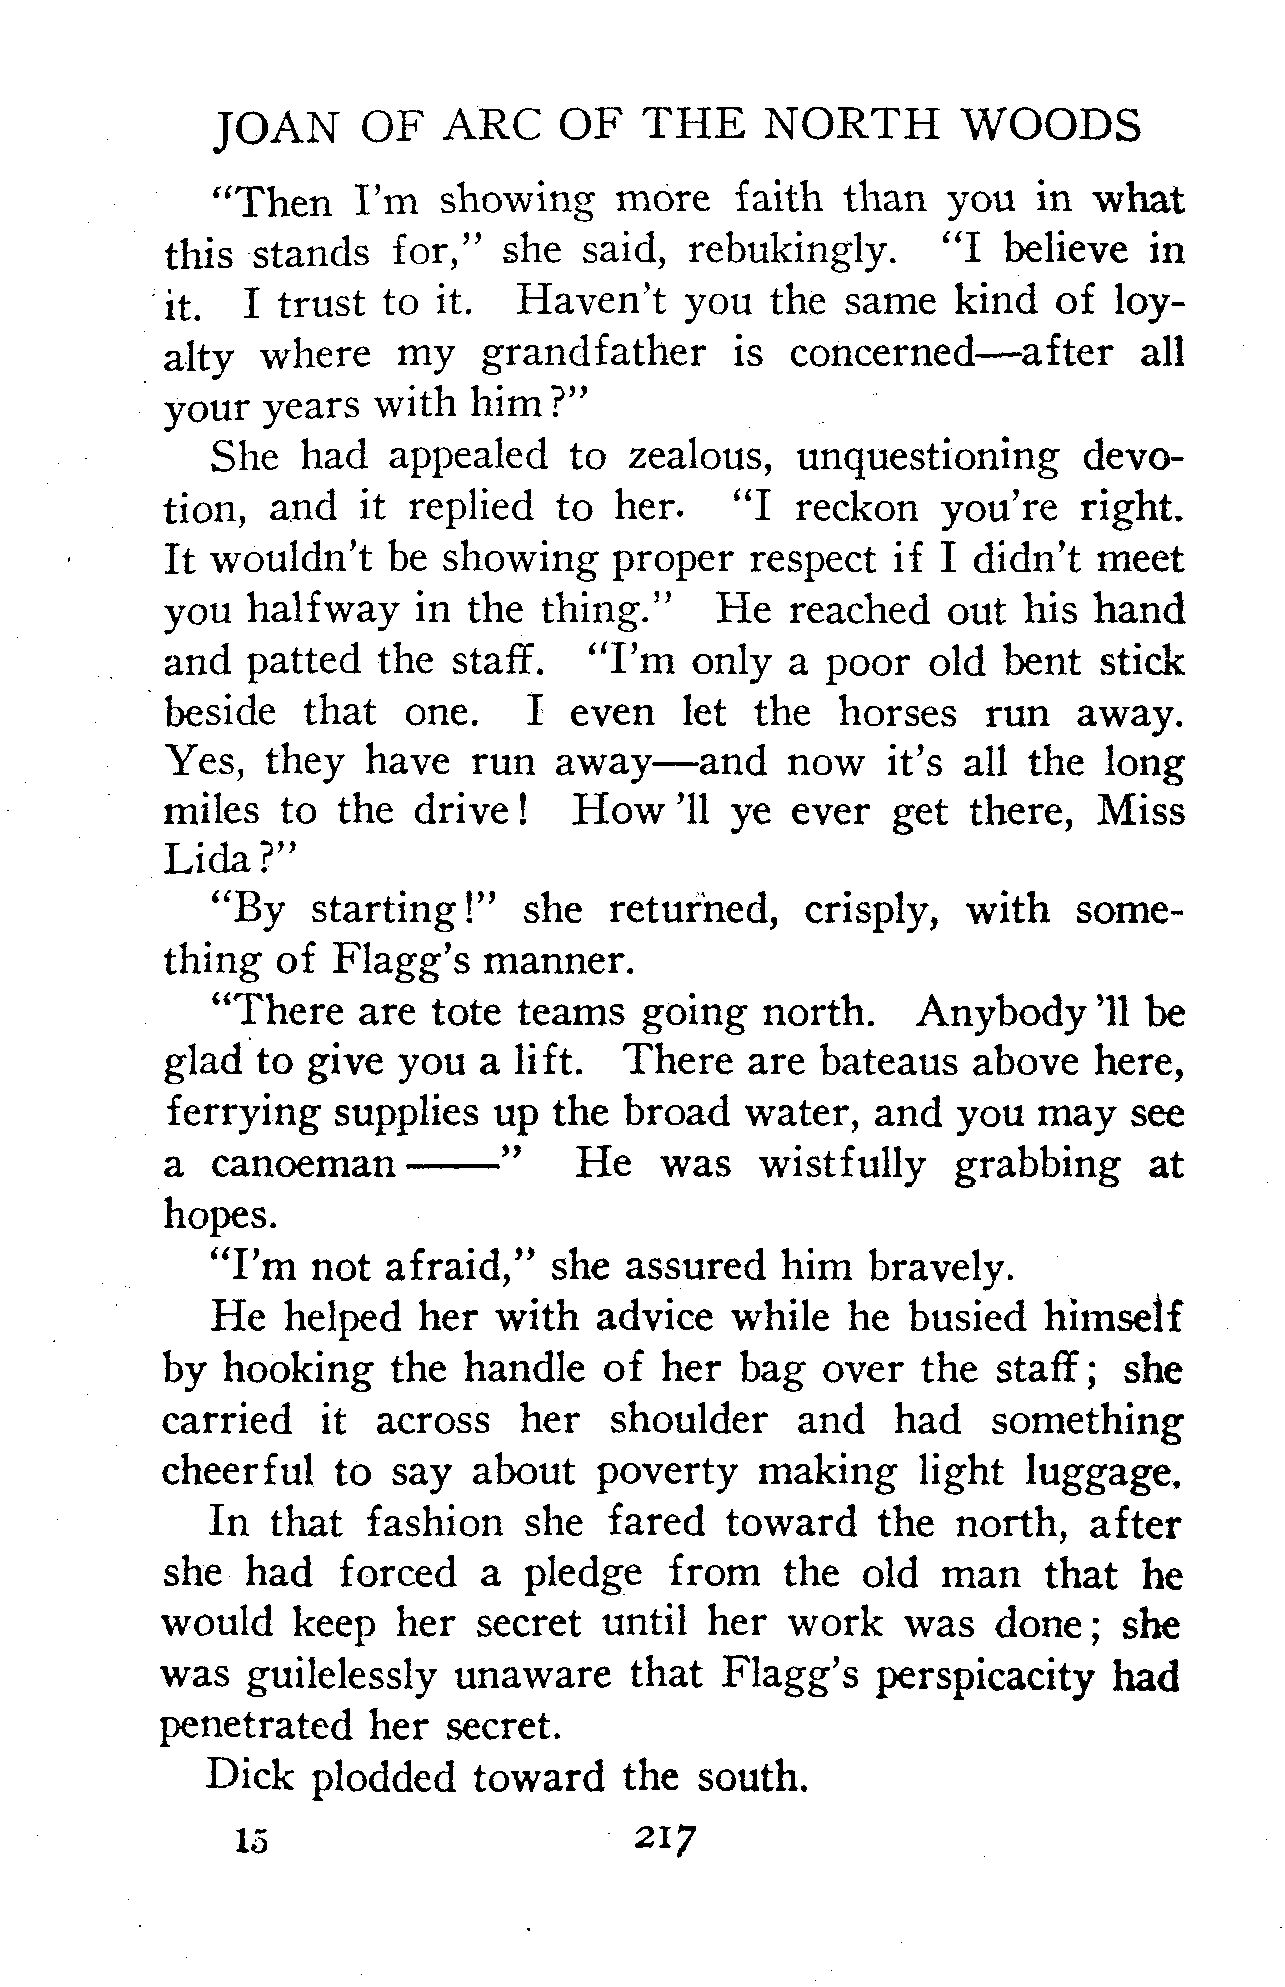 JOAN OF ARC OF THE NORTH WOODS
“Then I’m showing more faith than you in what
this stands for,” she said, rebukingly. “I believe in
it. I trust to it. Haven’t you the same kind of loy-
alty where my grandfather is concerned—after all
your years with him?”
She had appealed to zealous, unquestioning devo-
tion, and it replied to her. “I reckon you’re right.
It wouldn’t be showing proper respect if I didn’t meet
you halfway in the thing.” He reached out his hand
and patted the staff. “I’m only a poor old bent stick
beside that one. I even let the horses run away.
Yes, they have run away—and now it’s all the long
miles to the drive! How ’ll ye ever get there, Miss
Lida?”
“By starting!” she returned, crisply, with some-
thing of Flagg’s manner.
“There are tote teams going north. Anybody ’ll be
glad to give you a lift. There are bateaus above here,
ferrying supplies up the broad water, and you may see
a canoeman ——” He was wistfully grabbing at
hopes.
“I’m not afraid,” she assured him bravely.
He helped her with advice while he busied himself
by hooking the handle of her bag over the staff; she
carried it across her shoulder and had something
cheerful to say about poverty making light luggage.
In that fashion she fared toward the north, after
she had forced a pledge from the old man that he
would keep her secret until her work was done; she
was guilelessly unaware that Flagg’s perspicacity had
penetrated her secret.
Dick plodded toward the south.
15 217